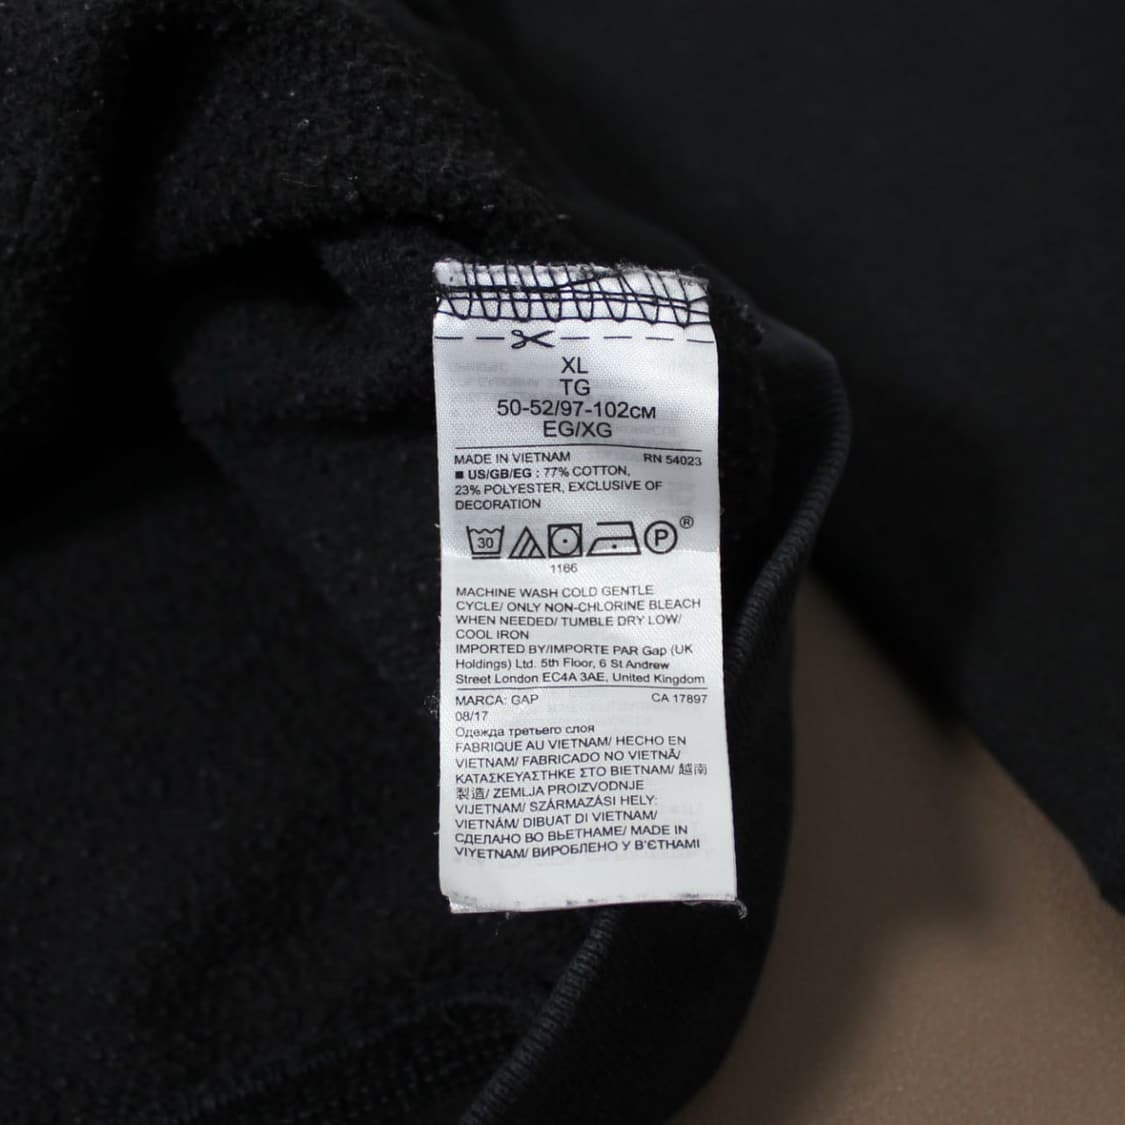 XL
TG
50-52/97-102CM
EG/XG
MADE IN VIETNAM RN 54023
■ US/GB/EG : 77% COTTON,
23% POLYESTER, EXCLUSIVE OF
DECORATION
30 P ®
1166
MACHINE WASH COLD GENTLE
CYCLE/ ONLY NON-CHLORINE BLEACH
WHEN NEEDED/ TUMBLE DRY LOW/
COOL IRON
IMPORTED BY/IMPORTE PAR Gap (UK
Holdings) Ltd. 5th Floor, 6 St Andrew
Street London EC4A 3AE, United Kingdom
MARCA: GAP CA 17897
08/17
Одежда третьего слоя
FABRIQUE AU VIETNAM/ HECHO EN
VIETNAM/ FABRICADO NO VIETNÃ/
ΚΑΤΑΣΚΕΥΑΣΤΗΚΕ ΣΤΟ ΒΙΕΤΝΑΜ/ 越南
製造/ ZEMLJA PROIZVODNJE
VIJETNAM/ SZÁRMAZÁSI HELY:
VIETNÁM/ DIBUAT DI VIETNAM/
СДЕЛАНО ВО ВЬЕТНАМЕ/ MADE IN
VIYETNAM/ ВИРОБЛЕНО У В'ЄТНАМІ